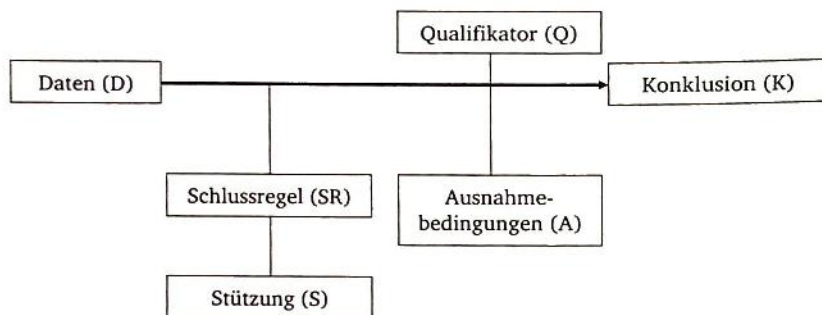 Qualifikator (Q)
Daten (D)
Konklusion (K)
Schlussregel (SR)
Ausnahme-
bedingungen (A)
Stützung (S)